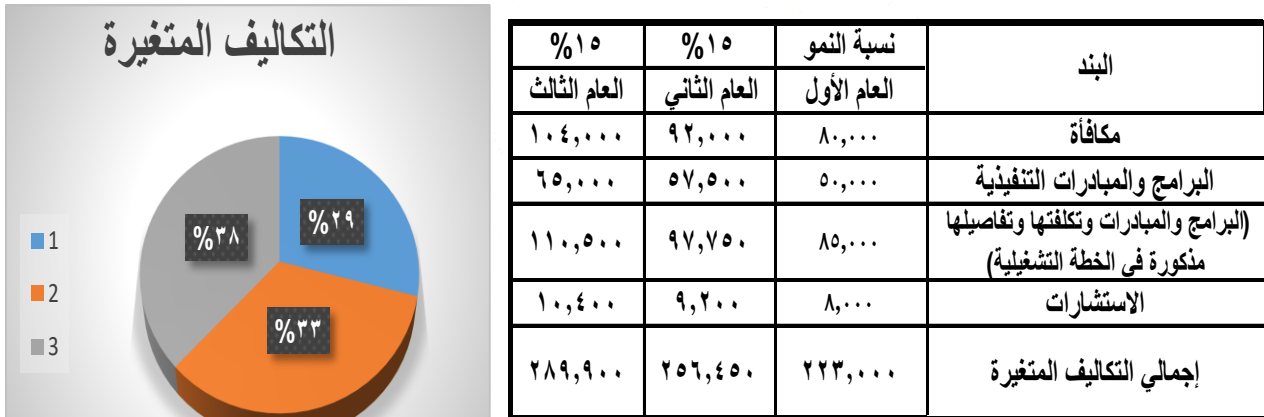 التكاليف المتغيرة
%٢٩
%٣٣
%٣٨
1
2
3
البند نسبة النمو %١٥ %١٥
العام الأول العام الثاني العام الثالث
مكافأة ٨٠,٠٠٠ ٩٢,٠٠٠ ١٠٤,٠٠٠
البرامج والمبادرات التنفيذية ٥٠,٠٠٠ ٥٧,٥٠٠ ٦٥,٠٠٠
(البرامج والمبادرات وتكلفتها وتفاصيلها
مذكورة في الخطة التشغيلية) ٨٥,٠٠٠ ٩٧,٧٥٠ ١١٠,٥٠٠
الاستشارات ٨,٠٠٠ ٩,٢٠٠ ١٠,٤٠٠
إجمالي التكاليف المتغيرة ٢٢٣,٠٠٠ ٢٥٦,٤٥٠ ٢٨٩,٩٠٠